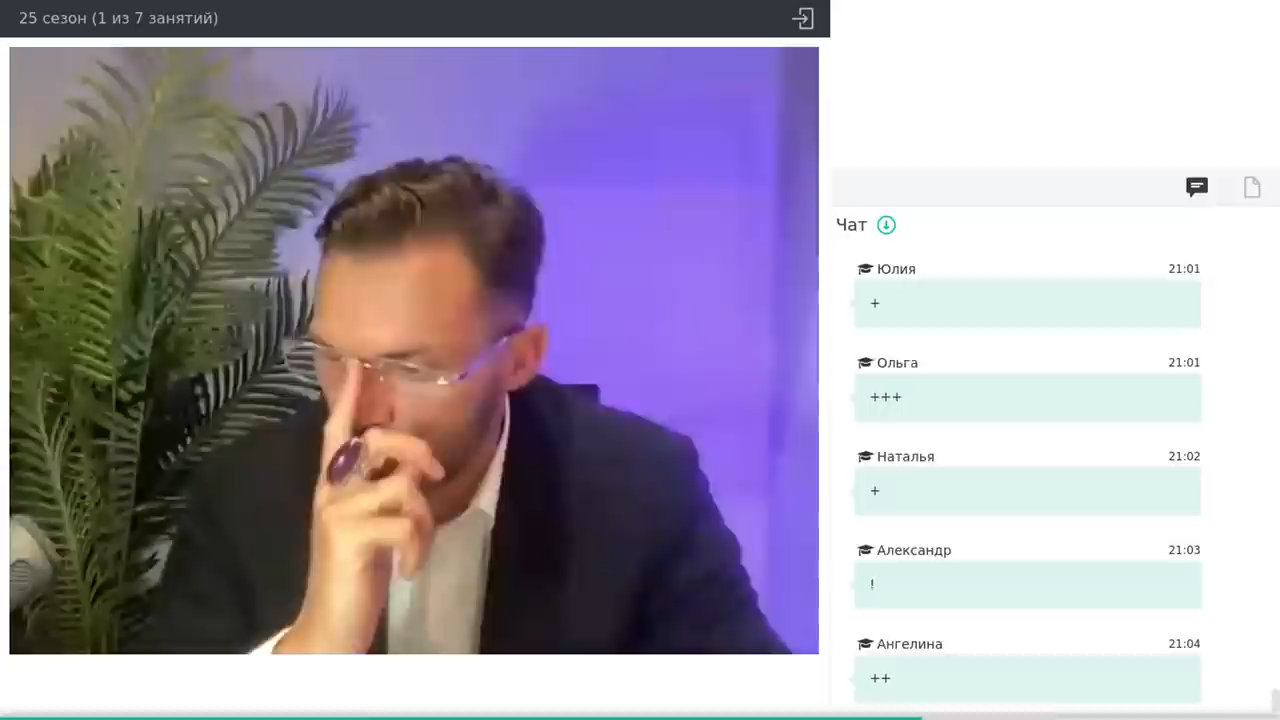 25 сезон (1 из 7 занятий)
Чат
Юлия 21:01
+
Ольга 21:01
+++
Наталья 21:02
+
Александр 21:03
!
Ангелина 21:04
++